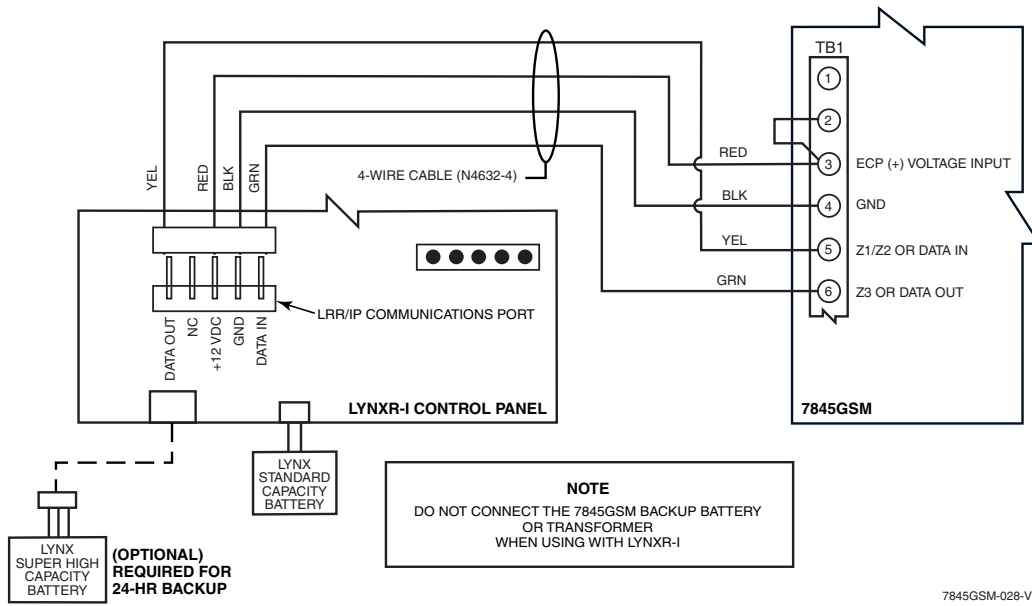 TB1
1
2
3
4
5
6
RED
BLK
YEL
GRN
ECP (+) VOLTAGE INPUT
GND
Z1/Z2 OR DATA IN
Z3 OR DATA OUT
7845GSM
YEL
RED
BLK
GRN
4-WIRE CABLE (N4632-4)
LRR/IP COMMUNICATIONS PORT
DATA OUT
NC
+12 VDC
GND
DATA IN
LYNXR-I CONTROL PANEL
LYNX
STANDARD
CAPACITY
BATTERY
LYNX
SUPER HIGH
CAPACITY
BATTERY
(OPTIONAL)
REQUIRED FOR
24-HR BACKUP
NOTE
DO NOT CONNECT THE 7845GSM BACKUP BATTERY
OR TRANSFORMER
WHEN USING WITH LYNXR-I
7845GSM-028-V